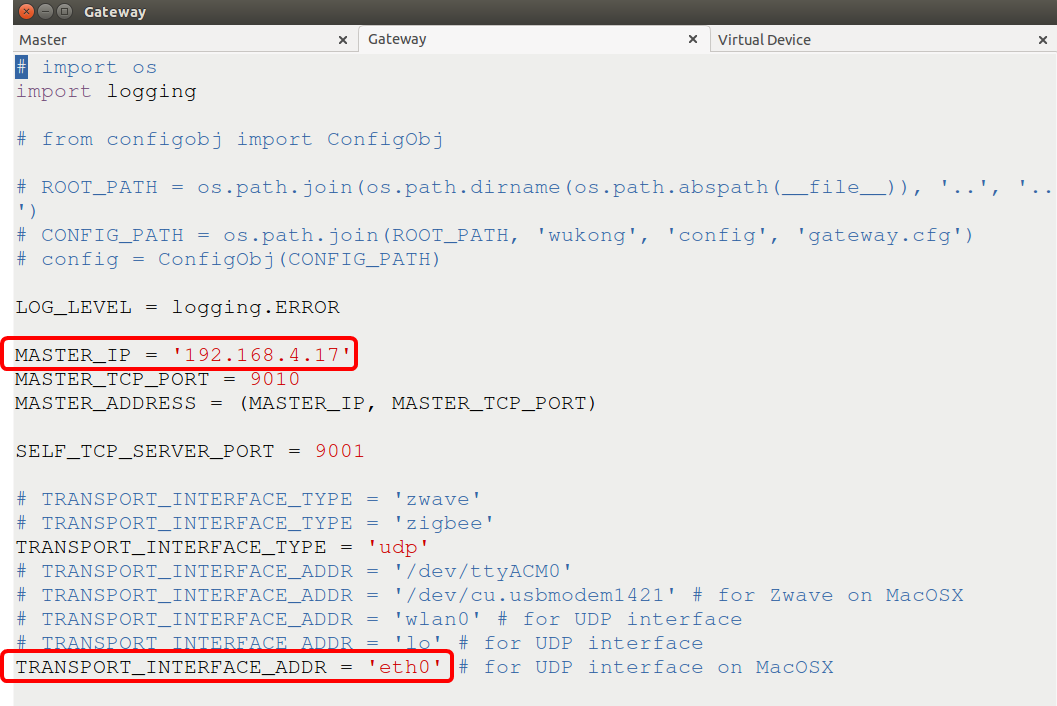 Gateway
Master
Gateway
Virtual Device
# import os
import logging
# from configobj import ConfigObj
# ROOT_PATH = os.path.join(os.path.dirname(os.path.abspath(__file__)), '..', '..
')
# CONFIG_PATH = os.path.join(ROOT_PATH, 'wukong', 'config', 'gateway.cfg')
# config = ConfigObj(CONFIG_PATH)
LOG_LEVEL = logging.ERROR
MASTER_IP = '192.168.4.17'
MASTER_TCP_PORT = 9010
MASTER_ADDRESS = (MASTER_IP, MASTER_TCP_PORT)
SELF_TCP_SERVER_PORT = 9001
# TRANSPORT_INTERFACE_TYPE = 'zwave'
# TRANSPORT_INTERFACE_TYPE = 'zigbee'
TRANSPORT_INTERFACE_TYPE = 'udp'
# TRANSPORT_INTERFACE_ADDR = '/dev/ttyACM0'
# TRANSPORT_INTERFACE_ADDR = '/dev/cu.usbmodem1421' # for Zwave on MacOSX
# TRANSPORT_INTERFACE_ADDR = 'wlan0' # for UDP interface
# TRANSPORT_INTERFACE_ADDR = 'lo' # for UDP interface
TRANSPORT_INTERFACE_ADDR = 'eth0' # for UDP interface on MacOSX